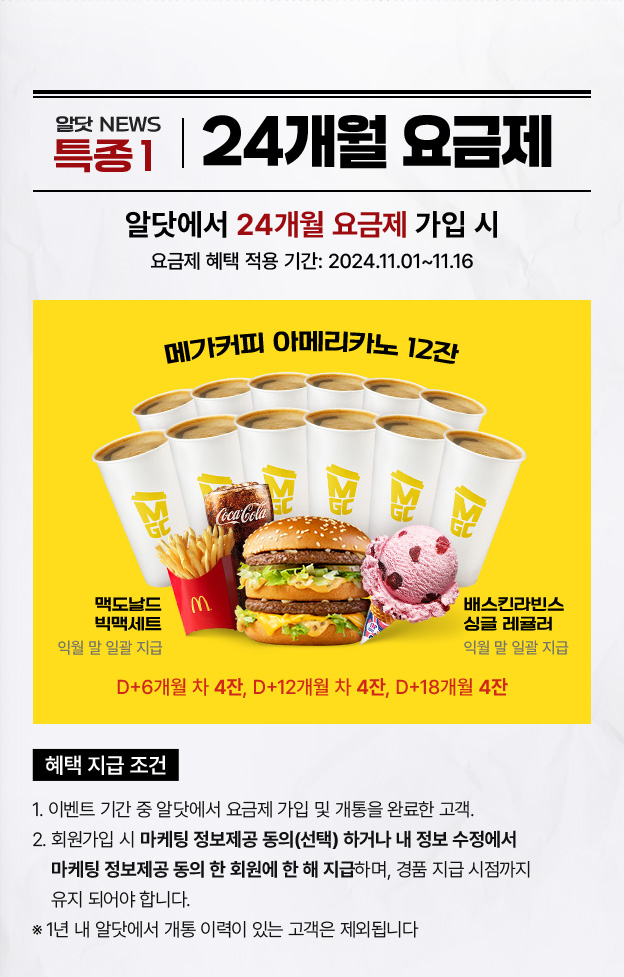 알닷 NEWS
특종1
24개월 요금제
알닷에서 24개월 요금제 가입 시
요금제 혜택 적용 기간: 2024.11.01~11.16
메가커피 아메리카노 12잔
MGC
MGC
MGC
MGC
MGC
Coca-Cola
맥도날드
빅맥세트
익월 말 일괄 지급
배스킨라빈스
싱글 레귤러
익월 말 일괄 지급
D+6개월 차 4잔, D+12개월 차 4잔, D+18개월 4잔
혜택 지급 조건
1. 이벤트 기간 중 알닷에서 요금제 가입 및 개통을 완료한 고객.
2. 회원가입 시 마케팅 정보제공 동의(선택) 하거나 내 정보 수정에서
마케팅 정보제공 동의 한 회원에 한 해 지급하며, 경품 지급 시점까지
유지 되어야 합니다.
※ 1년 내 알닷에서 개통 이력이 있는 고객은 제외됩니다